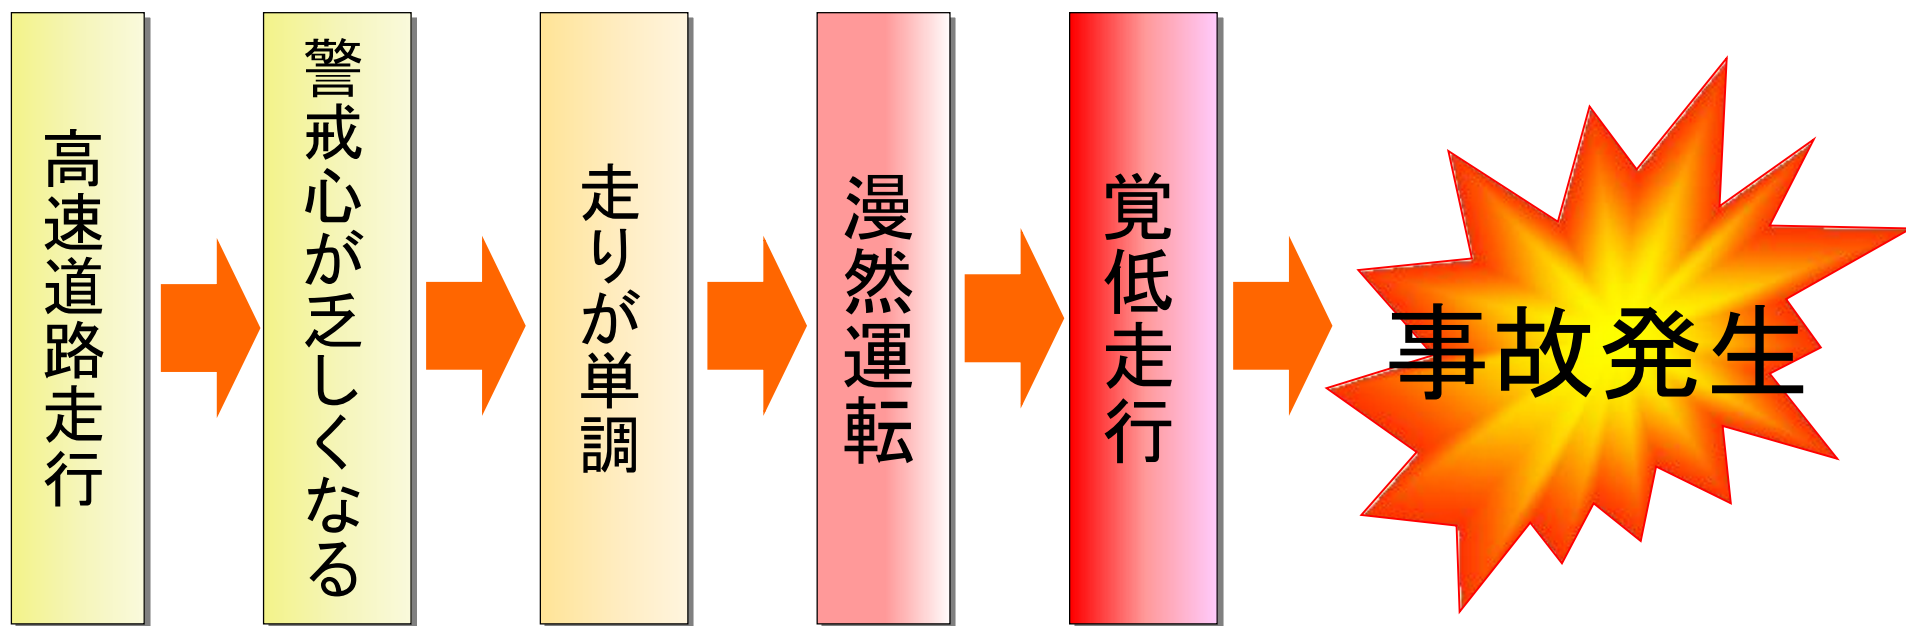 高速道路走行
警戒心が乏しくなる
走りが単調
漫然運転
覚低走行
事故発生